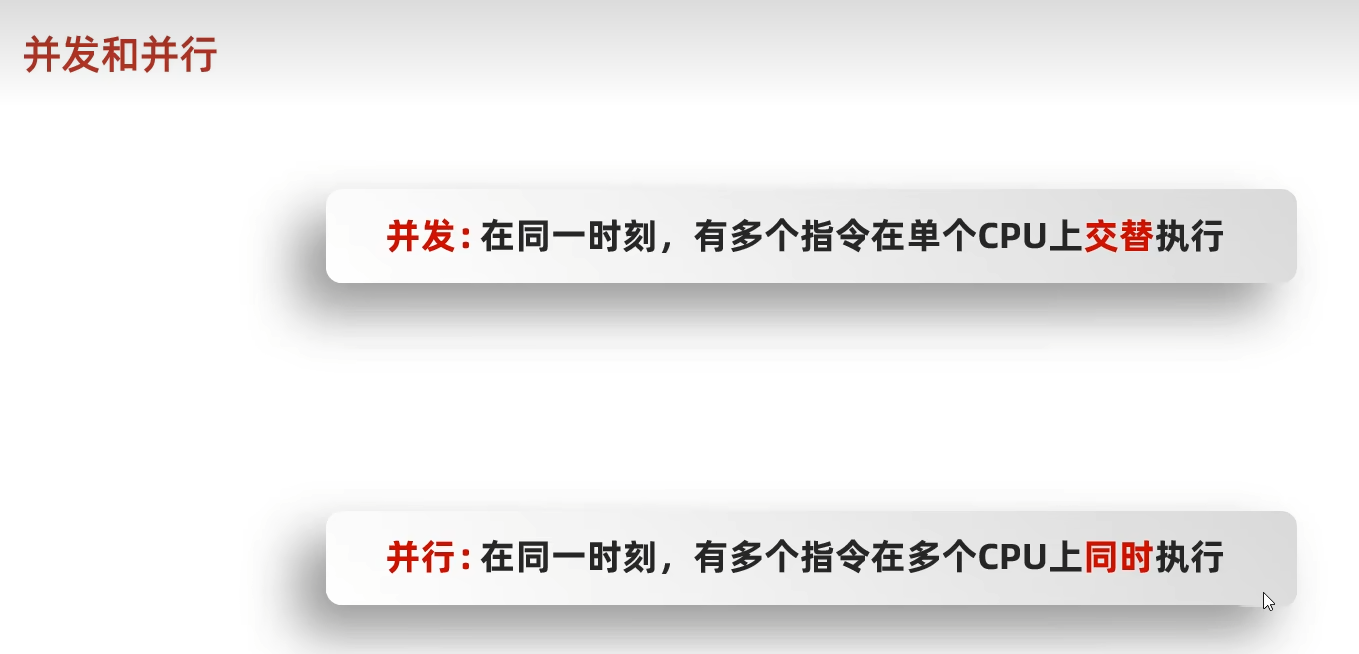 并发和并行
并发:在同一时刻，有多个指令在单个CPU上交替执行
并行:在同一时刻，有多个指令在多个CPU上同时执行